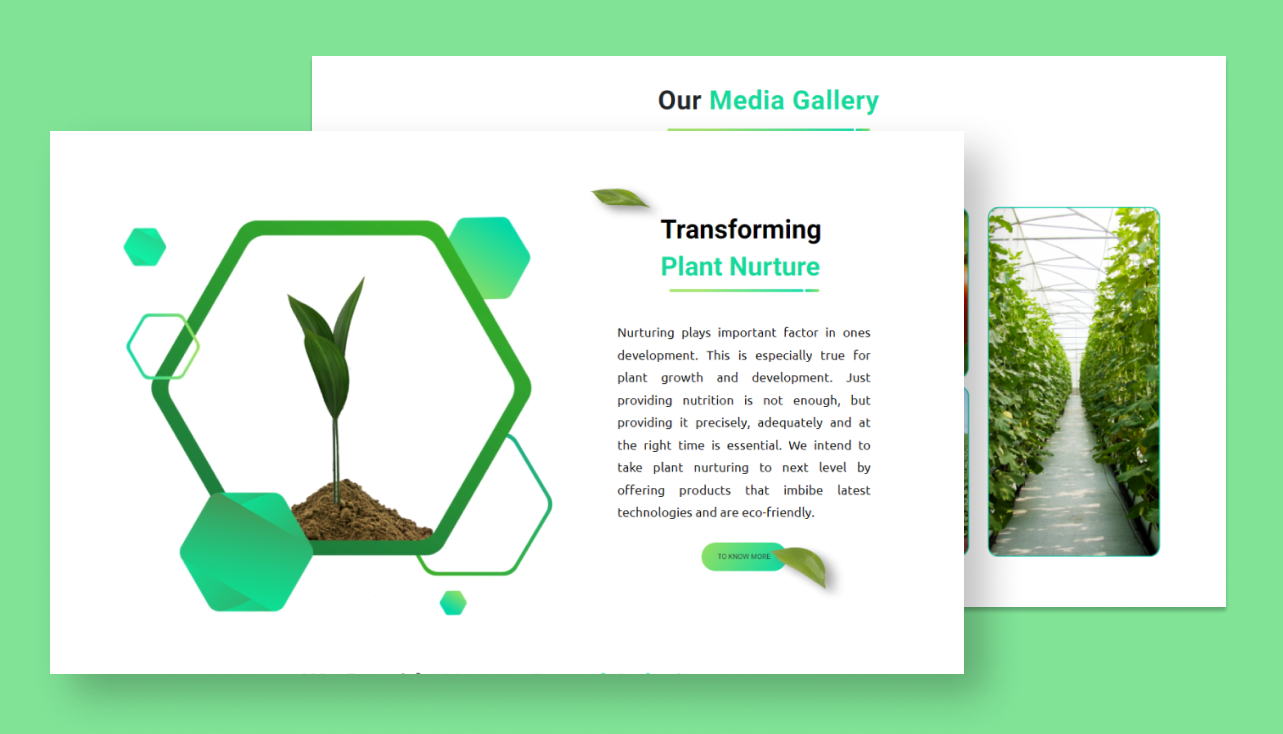 Our Media Gallery
Transforming
Plant Nurture
Nurturing plays important factor in ones
development. This is especially true for
plant growth and development. Just
providing nutrition is not enough, but
providing it precisely, adequately and at
the right time is essential. We intend to
take plant nurturing to next level by
offering products that imbibe latest
technologies and are eco-friendly.
TO KNOW MORE